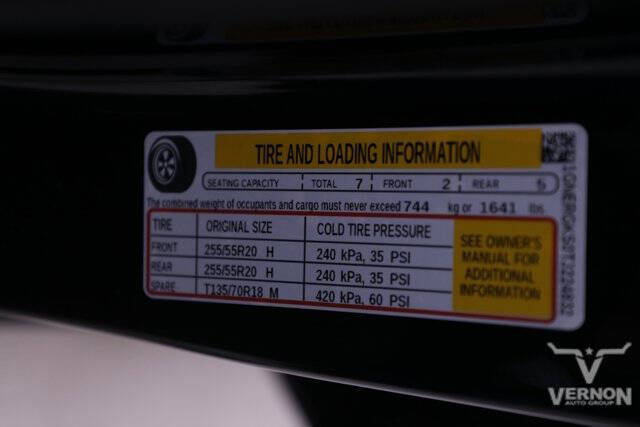 TIRE AND LOADING INFORMATION
SEATING CAPACITY TOTAL 7 FRONT 2 REAR 5
The combined weight of occupants and cargo must never exceed 744 kg or 1641 lbs
TIRE ORIGINAL SIZE COLD TIRE PRESSURE
FRONT 255/55R20 H 240 kPa, 35 PSI
REAR 255/55R20 H 240 kPa, 35 PSI
SPARE T135/70R18 M 420 kPa, 60 PSI
SEE OWNER'S
MANUAL FOR
ADDITIONAL
INFORMATION
VERNON
AUTO GROUP